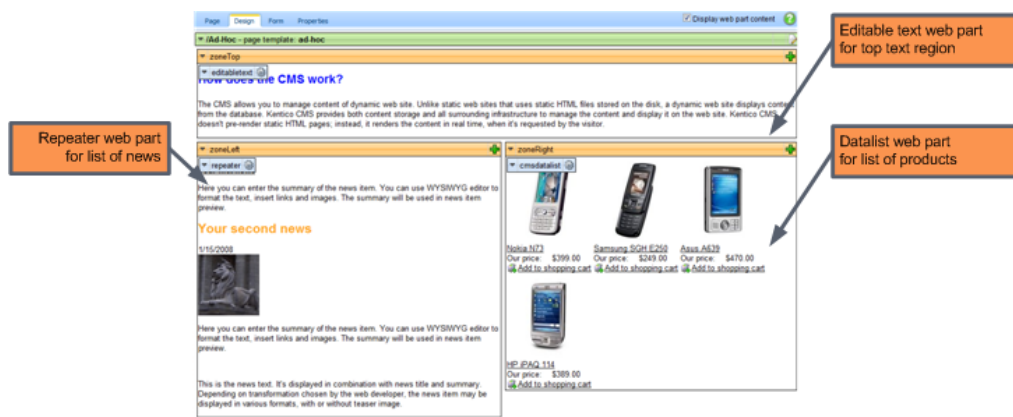 Page Design Form Properties Display web part content ?
/Ad-Hoc - page template: ad-hoc
Editable text web part
for top text region
zoneTop
editabletext
How does the CMS work?
The CMS allows you to manage content of dynamic web site. Unlike static web sites that uses static HTML files stored on the disk, a dynamic web site displays content
from the database. Kentico CMS provides both content storage and all surrounding infrastructure to manage the content and display it on the web site. Kentico CMS
doesn't pre-render static HTML pages; instead, it renders the content in real time, when it's requested by the visitor.
Repeater web part
for list of news
zoneLeft
repeater
Here you can enter the summary of the news item. You can use WYSIWYG editor to
format the text, insert links and images. The summary will be used in news item
preview.
Your second news
1/15/2008
Here you can enter the summary of the news item. You can use WYSIWYG editor to
format the text, insert links and images. The summary will be used in news item
preview.
This is the news text. It's displayed in combination with news title and summary.
Depending on transformation chosen by the web developer, the news item may be
displayed in various formats, with or without teaser image.
zoneRight
cmsdatalist
Datalist web part
for list of products
Nokia N73 Samsung SGH E250 Asus A639
Our price: $399.00 Our price: $249.00 Our price: $470.00
Add to shopping cart Add to shopping cart Add to shopping cart
HP iPAQ 114
Our price: $389.00
Add to shopping cart